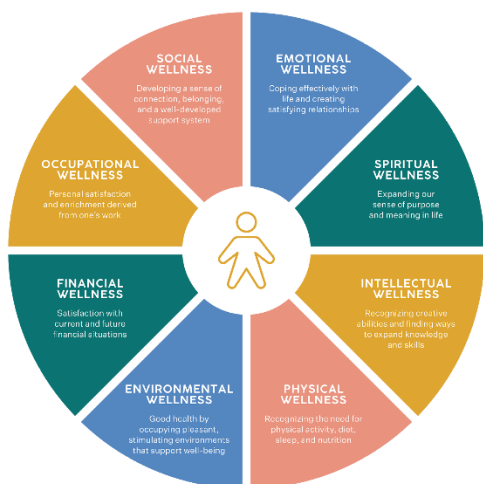 SOCIAL
WELLNESS
Developing a sense of
connection, belonging,
and a well-developed
support system
EMOTIONAL
WELLNESS
Coping effectively with
life and creating
satisfying relationships
SPIRITUAL
WELLNESS
Expanding our
sense of purpose
and meaning in life
INTELLECTUAL
WELLNESS
Recognizing creative
abilities and finding ways
to expand knowledge
and skills
PHYSICAL
WELLNESS
Recognizing the need for
physical activity, diet,
sleep, and nutrition
ENVIRONMENTAL
WELLNESS
Good health by
occupying pleasant,
stimulating environments
that support well-being
FINANCIAL
WELLNESS
Satisfaction with
current and future
financial situations
OCCUPATIONAL
WELLNESS
Personal satisfaction
and enrichment derived
from one's work